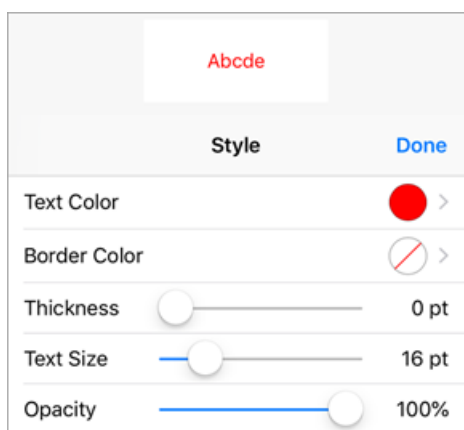 Abcde
Style Done
Text Color
Border Color
Thickness 0 pt
Text Size 16 pt
Opacity 100%